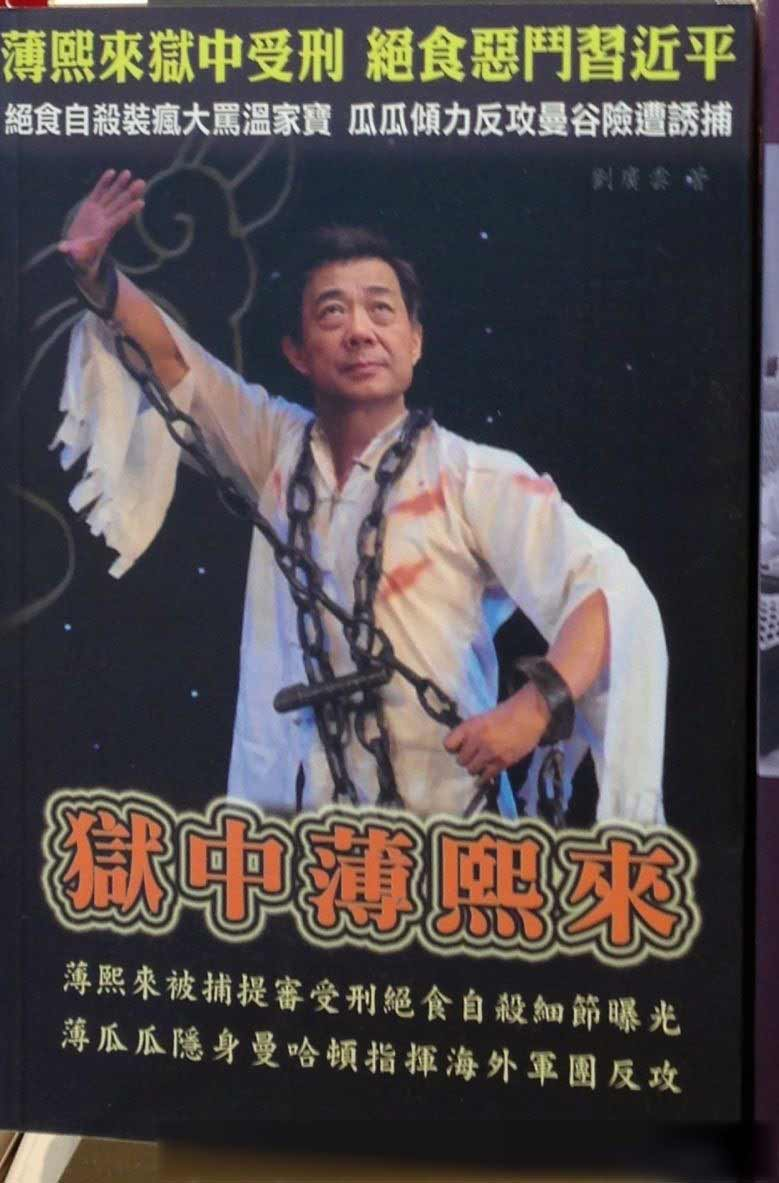 薄熙來獄中受刑 絕食惡鬥習近平
絕食自殺裝瘋大罵溫家寶 瓜瓜傾力反攻曼谷險遭誘捕
劉廣雲 著
獄中薄熙來
薄熙來被捕提審受刑絕食自殺細節曝光
薄瓜瓜隱身曼哈頓指揮海外軍團反攻